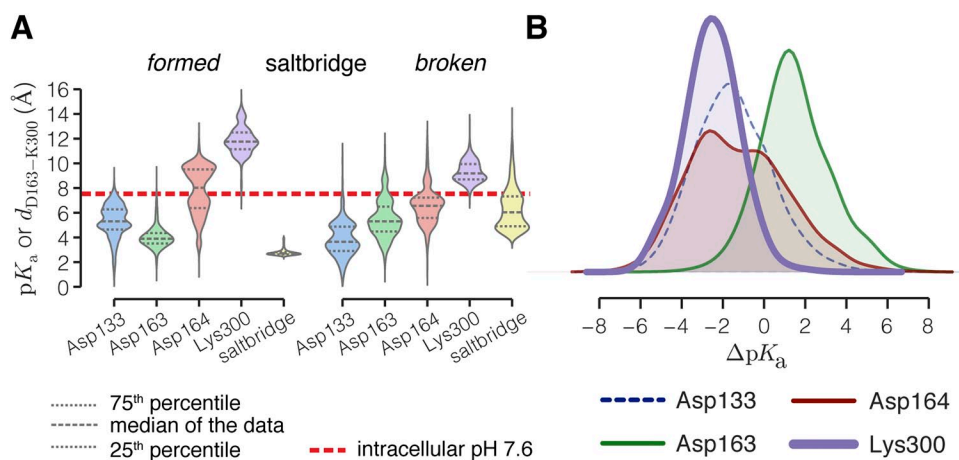 A
formed saltbridge broken
pKa or dD163−K300 (Å)
16
14
12
10
8
6
4
2
0
Asp133
Asp163
Asp164
Lys300
saltbridge
Asp133
Asp163
Asp164
Lys300
saltbridge
75th percentile
median of the data
25th percentile
intracellular pH 7.6
B
−8 −6 −4 −2 0 2 4 6 8
ΔpKa
Asp133
Asp164
Asp163
Lys300